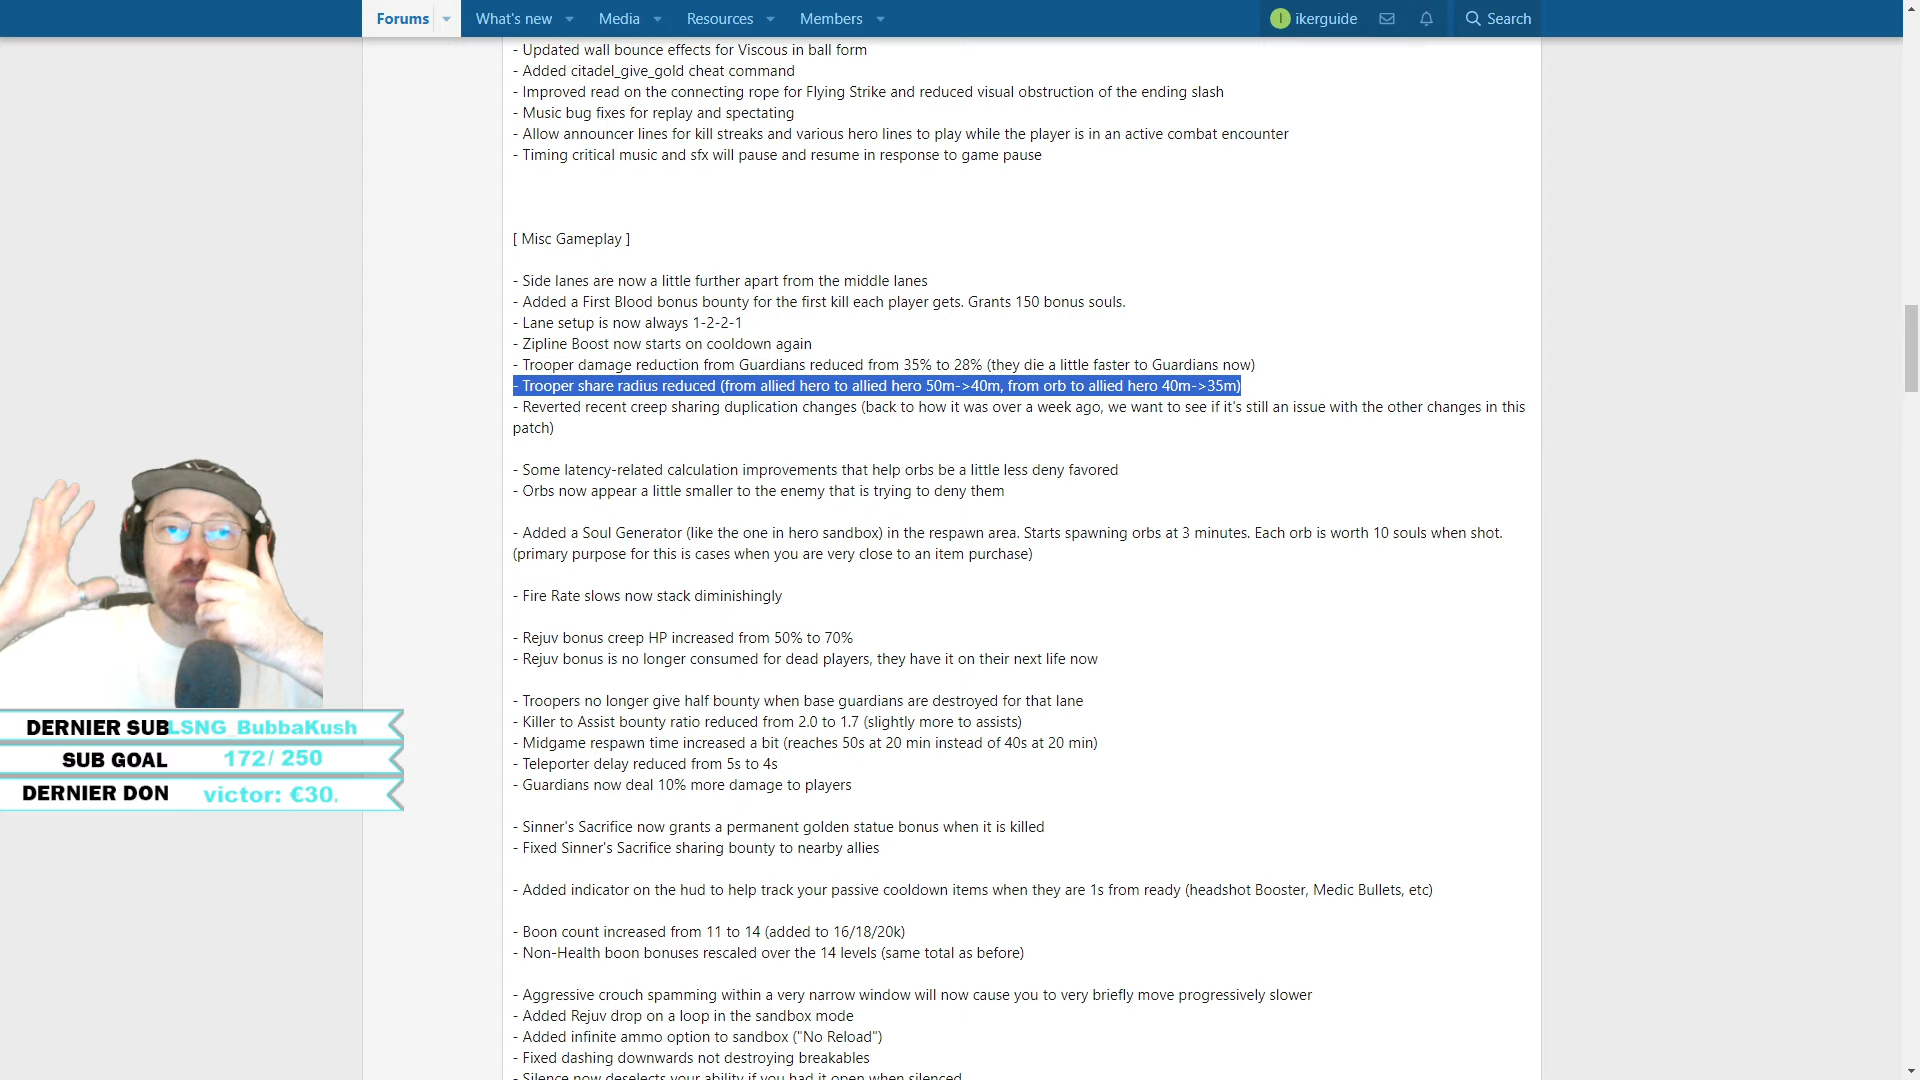 Forums
What's new
Media
Resources
Members
I ikerguide
Search
- Updated wall bounce effects for Viscous in ball form
- Added citadel_give_gold cheat command
- Improved read on the connecting rope for Flying Strike and reduced visual obstruction of the ending slash
- Music bug fixes for replay and spectating
- Allow announcer lines for kill streaks and various hero lines to play while the player is in an active combat encounter
- Timing critical music and sfx will pause and resume in response to game pause
[ Misc Gameplay ]
- Side lanes are now a little further apart from the middle lanes
- Added a First Blood bonus bounty for the first kill each player gets. Grants 150 bonus souls.
- Lane setup is now always 1-2-2-1
- Zipline Boost now starts on cooldown again
- Trooper damage reduction from Guardians reduced from 35% to 28% (they die a little faster to Guardians now)
- Trooper share radius reduced (from allied hero to allied hero 50m->40m, from orb to allied hero 40m->35m)
- Reverted recent creep sharing duplication changes (back to how it was over a week ago, we want to see if it's still an issue with the other changes in this
patch)
- Some latency-related calculation improvements that help orbs be a little less deny favored
- Orbs now appear a little smaller to the enemy that is trying to deny them
- Added a Soul Generator (like the one in hero sandbox) in the respawn area. Starts spawning orbs at 3 minutes. Each orb is worth 10 souls when shot.
(primary purpose for this is cases when you are very close to an item purchase)
- Fire Rate slows now stack diminishingly
- Rejuv bonus creep HP increased from 50% to 70%
- Rejuv bonus is no longer consumed for dead players, they have it on their next life now
- Troopers no longer give half bounty when base guardians are destroyed for that lane
- Killer to Assist bounty ratio reduced from 2.0 to 1.7 (slightly more to assists)
- Midgame respawn time increased a bit (reaches 50s at 20 min instead of 40s at 20 min)
- Teleporter delay reduced from 5s to 4s
- Guardians now deal 10% more damage to players
- Sinner's Sacrifice now grants a permanent golden statue bonus when it is killed
- Fixed Sinner's Sacrifice sharing bounty to nearby allies
- Added indicator on the hud to help track your passive cooldown items when they are 1s from ready (headshot Booster, Medic Bullets, etc)
- Boon count increased from 11 to 14 (added to 16/18/20k)
- Non-Health boon bonuses rescaled over the 14 levels (same total as before)
- Aggressive crouch spamming within a very narrow window will now cause you to very briefly move progressively slower
- Added Rejuv drop on a loop in the sandbox mode
- Added infinite ammo option to sandbox ("No Reload")
- Fixed dashing downwards not destroying breakables
- Silence now deselects your ability if you had it open when silenced
DERNIER SUB LSNG_BubbaKush
SUB GOAL 172/ 250
DERNIER DON victor: €30.